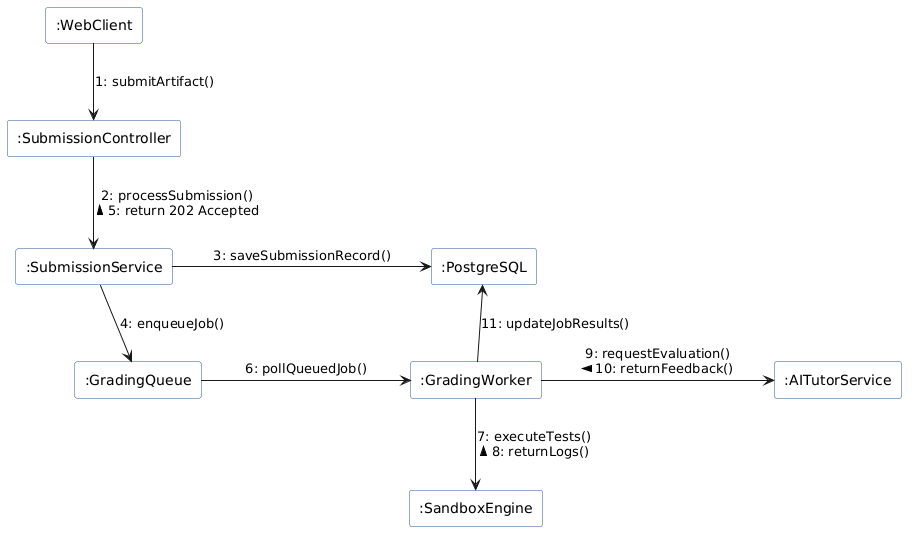 :WebClient
1: submitArtifact()
:SubmissionController
2: processSubmission()
5: return 202 Accepted
:SubmissionService
3: saveSubmissionRecord()
:PostgreSQL
4: enqueueJob()
11: updateJobResults()
:GradingQueue
6: pollQueuedJob()
:GradingWorker
9: requestEvaluation()
10: returnFeedback()
:AITutorService
7: executeTests()
8: returnLogs()
:SandboxEngine